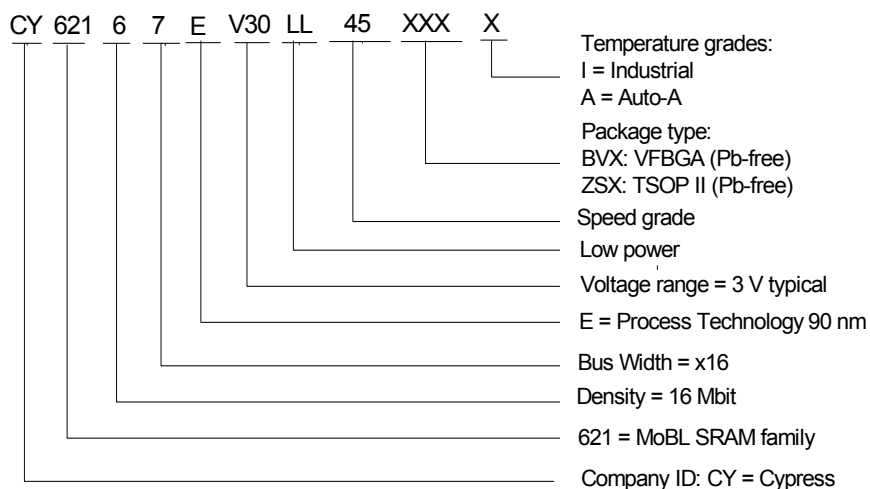 CY 621 6 7 E V30 LL 45 XXX X
Temperature grades:
I = Industrial
A = Auto-A
Package type:
BVX: VFBGA (Pb-free)
ZSX: TSOP II (Pb-free)
Speed grade
Low power
Voltage range = 3 V typical
E = Process Technology 90 nm
Bus Width = x16
Density = 16 Mbit
621 = MoBL SRAM family
Company ID: CY = Cypress